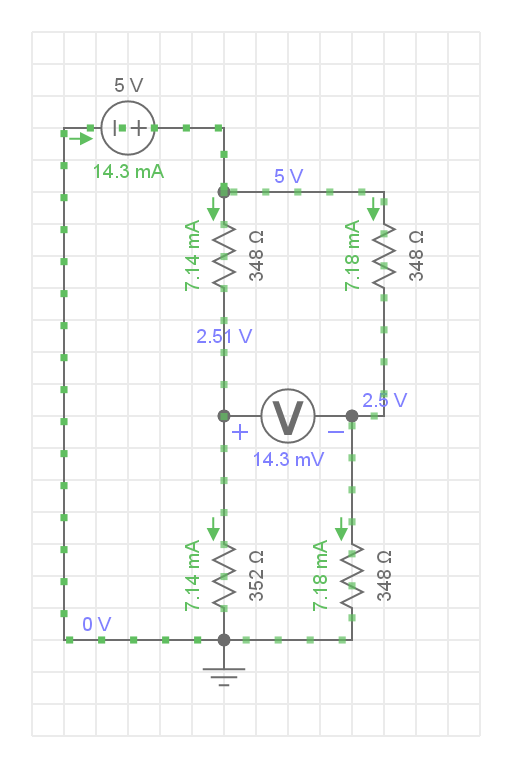 5 V
14.3 mA
5 V
7.14 mA
348 Ω
7.18 mA
348 Ω
2.51 V
2.5 V
V
+
−
14.3 mV
7.14 mA
352 Ω
7.18 mA
348 Ω
0 V